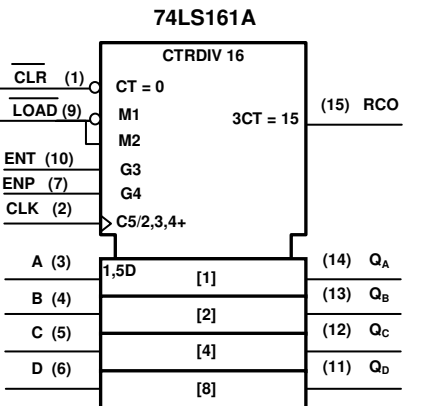 74LS161A
CTRDIV 16
CLR (1) CT = 0
LOAD (9) M1
3CT = 15 (15) RCO
M2
ENT (10) G3
ENP (7) G4
CLK (2) C5/2,3,4+
A (3) 1,5D [1] (14) QA
B (4) [2] (13) QB
C (5) [4] (12) QC
D (6) [8] (11) QD